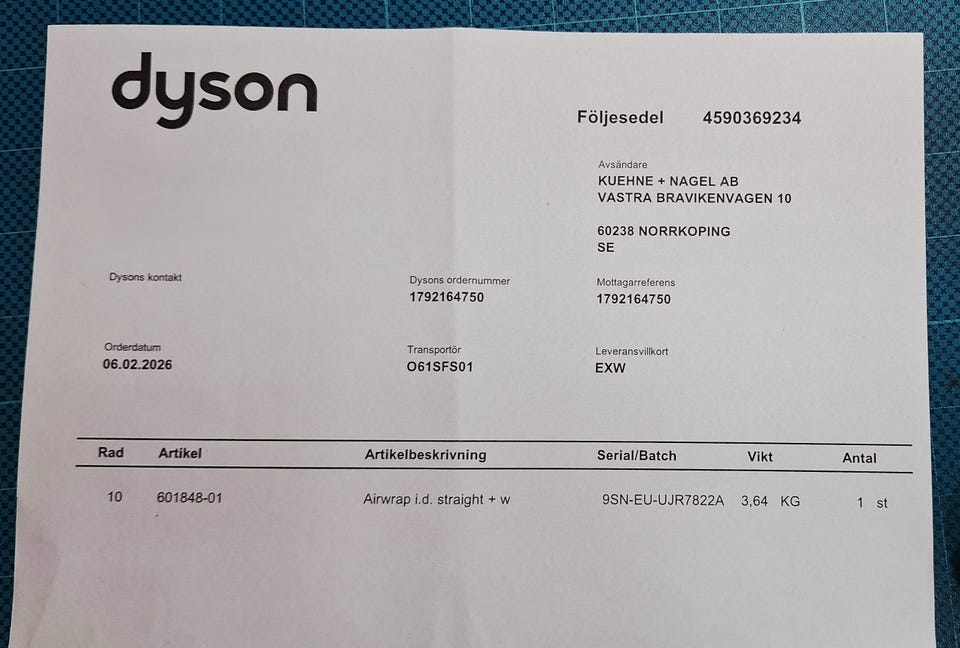 dyson
Följesedel 4590369234
Avsändare
KUEHNE + NAGEL AB
VASTRA BRAVIKENVAGEN 10
60238 NORRKOPING
SE
Dysons kontakt
Dysons ordernummer
1792164750
Mottagarreferens
1792164750
Orderdatum
06.02.2026
Transportör
O61SFS01
Leveransvillkort
EXW
Rad Artikel Artikelbeskrivning Serial/Batch Vikt Antal
10 601848-01 Airwrap i.d. straight + w 9SN-EU-UJR7822A 3,64 KG 1 st